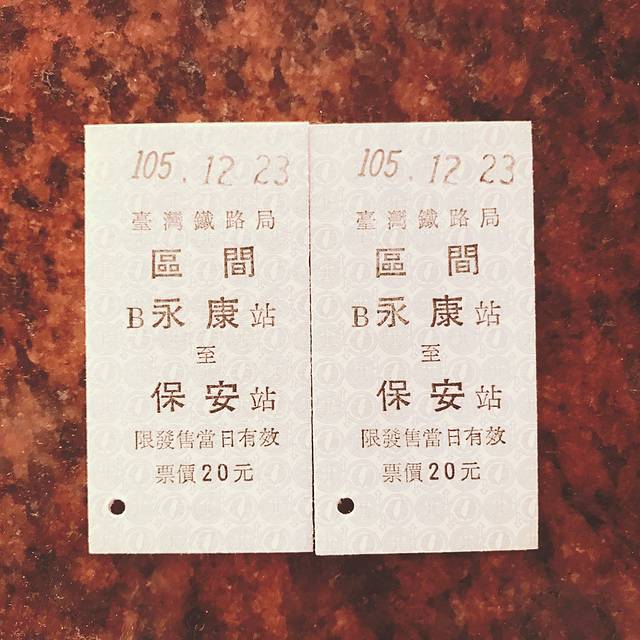 105.12 23
臺灣鐵路局
區間
B永康站
至
保安站
限發售當日有效
票價20元
105.12 23
臺灣鐵路局
區間
B永康站
至
保安站
限發售當日有效
票價20元